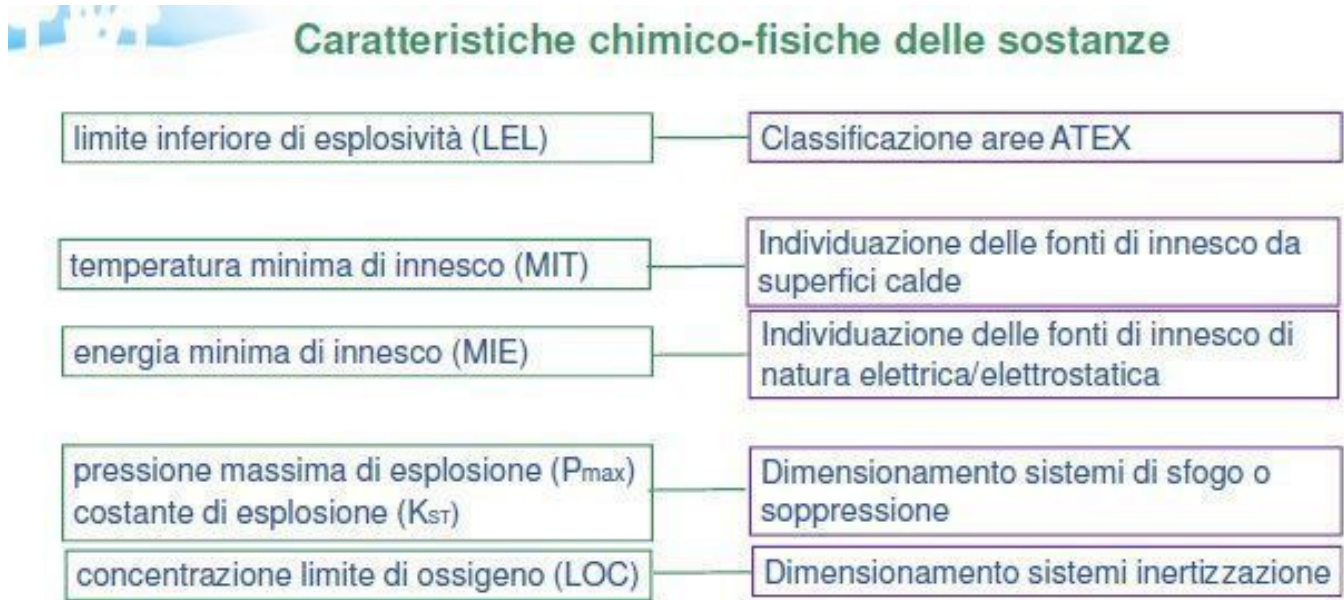 Caratteristiche chimico-fisiche delle sostanze
limite inferiore di esplosività (LEL)
Classificazione aree ATEX
temperatura minima di innesco (MIT)
Individuazione delle fonti di innesco da
superfici calde
energia minima di innesco (MIE)
Individuazione delle fonti di innesco di
natura elettrica/elettrostatica
pressione massima di esplosione (Pmax)
costante di esplosione (KST)
Dimensionamento sistemi di sfogo o
soppressione
concentrazione limite di ossigeno (LOC)
Dimensionamento sistemi inertizzazione